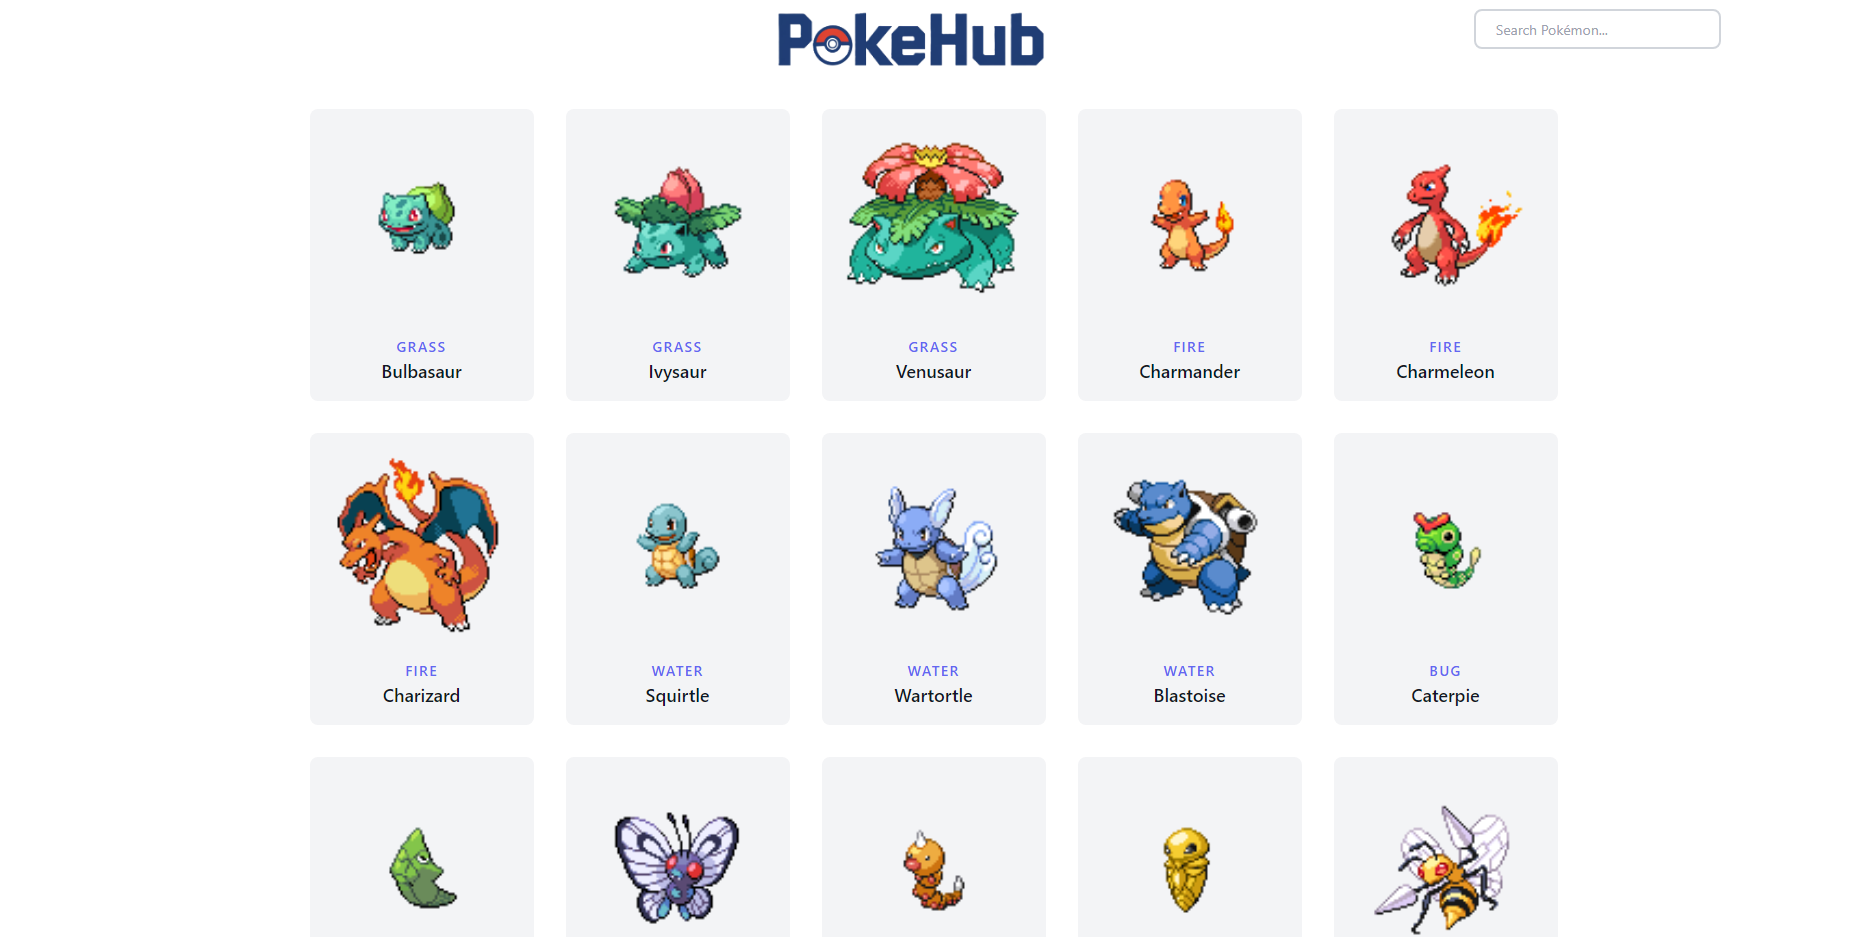 PokeHub
Search Pokémon...
GRASS
Bulbasaur
GRASS
Ivysaur
GRASS
Venusaur
FIRE
Charmander
FIRE
Charmeleon
FIRE
Charizard
WATER
Squirtle
WATER
Wartortle
WATER
Blastoise
BUG
Caterpie